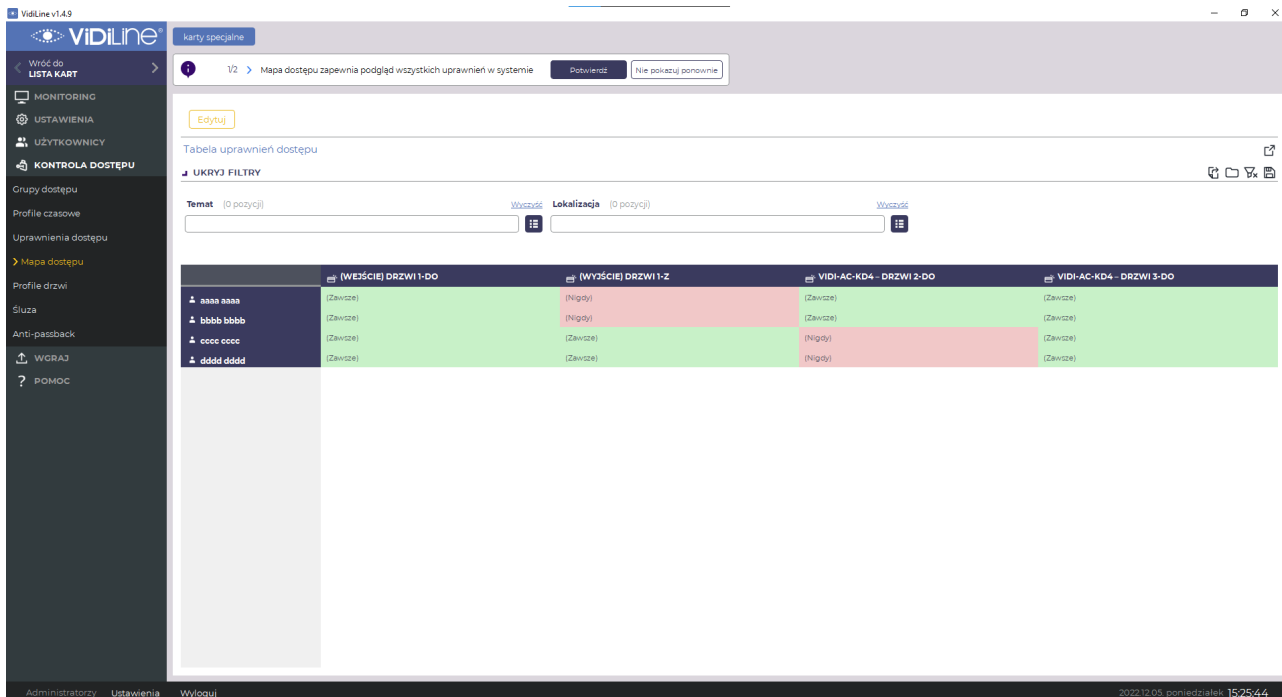 VidiLine v1.4.9
ViDiLine®
karty specjalne
Wróć do
LISTA KART
1/2 > Mapa dostępu zapewnia podgląd wszystkich uprawnień w systemie
Potwierdź
Nie pokazuj ponownie
MONITORING
USTAWIENIA
UŻYTKOWNICY
KONTROLA DOSTĘPU
Grupy dostępu
Profile czasowe
Uprawnienia dostępu
> Mapa dostępu
Profile drzwi
Śluza
Anti-passback
WGRAJ
? POMOC
Edytuj
Tabela uprawnień dostępu
UKRYJ FILTRY
Temat (0 pozycji) Wyczyść Lokalizacja (0 pozycji) Wyczyść
(WEJŚCIE) DRZWI 1-DO (WYJŚCIE) DRZWI 1-Z VIDI-AC-KD4 – DRZWI 2-DO VIDI-AC-KD4 – DRZWI 3-DO
aaaa aaaa (Zawsze) (Nigdy) (Zawsze) (Zawsze)
bbbb bbbb (Zawsze) (Nigdy) (Zawsze) (Zawsze)
cccc cccc (Zawsze) (Zawsze) (Nigdy) (Zawsze)
dddd dddd (Zawsze) (Zawsze) (Nigdy) (Zawsze)
Administratorzy Ustawienia Wyloguj 2022.12.05. poniedziałek 15:25:44